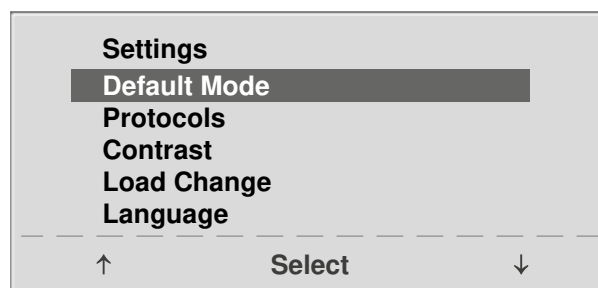 Settings
Default Mode
Protocols
Contrast
Load Change
Language
↑ Select ↓